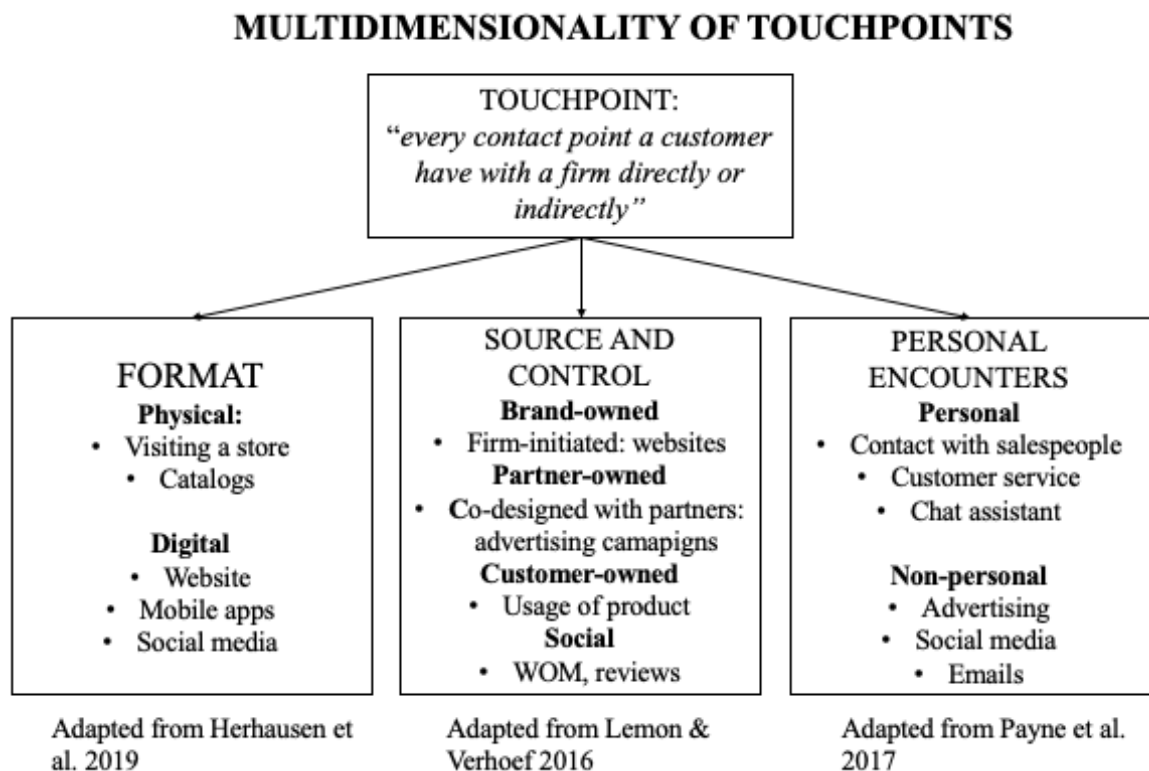 MULTIDIMENSIONALITY OF TOUCHPOINTS
TOUCHPOINT:
“every contact point a customer
have with a firm directly or
indirectly”
FORMAT
Physical:
• Visiting a store
• Catalogs
Digital
• Website
• Mobile apps
• Social media
SOURCE AND
CONTROL
Brand-owned
• Firm-initiated: websites
Partner-owned
• Co-designed with partners:
advertising camapigns
Customer-owned
• Usage of product
Social
• WOM, reviews
PERSONAL
ENCOUNTERS
Personal
• Contact with salespeople
• Customer service
• Chat assistant
Non-personal
• Advertising
• Social media
• Emails
Adapted from Herhausen et
al. 2019
Adapted from Lemon &
Verhoef 2016
Adapted from Payne et al.
2017